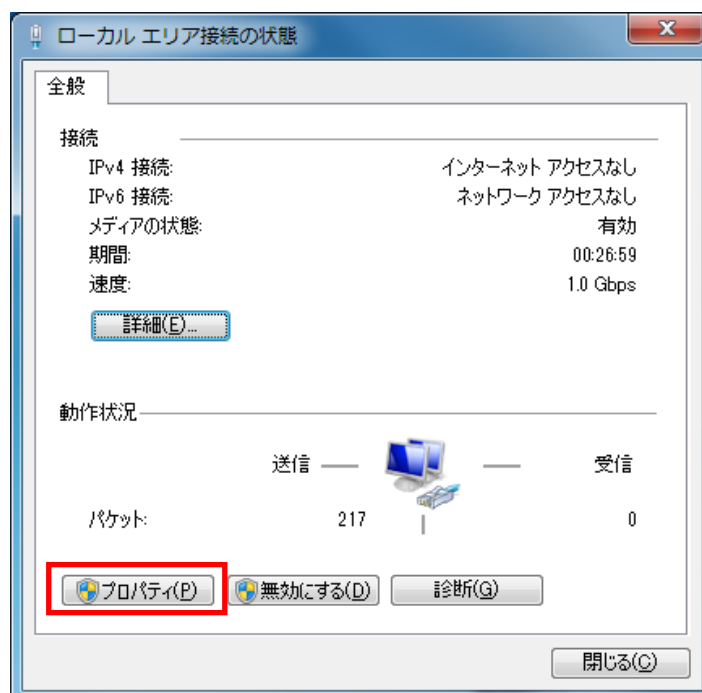 ローカル エリア接続の状態
全般
接続
IPv4 接続: インターネット アクセスなし
IPv6 接続: ネットワーク アクセスなし
メディアの状態: 有効
期間: 00:26:59
速度: 1.0 Gbps
詳細(E)...
動作状況
送信 受信
パケット: 217 0
プロパティ(P) 無効にする(D) 診断(G)
閉じる(C)